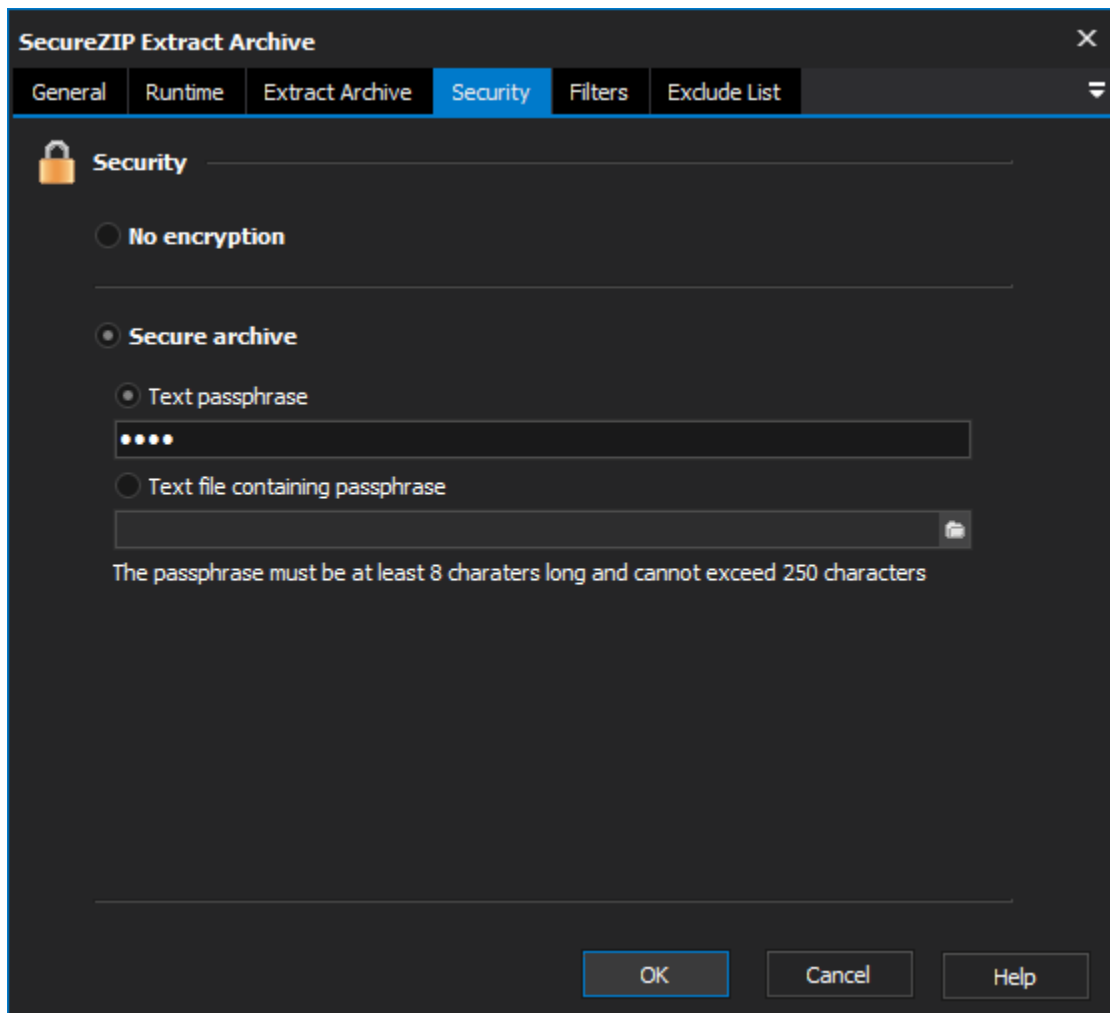 SecureZIP Extract Archive
General Runtime Extract Archive Security Filters Exclude List
Security
No encryption
Secure archive
Text passphrase
••••
Text file containing passphrase
The passphrase must be at least 8 charaters long and cannot exceed 250 characters
OK Cancel Help